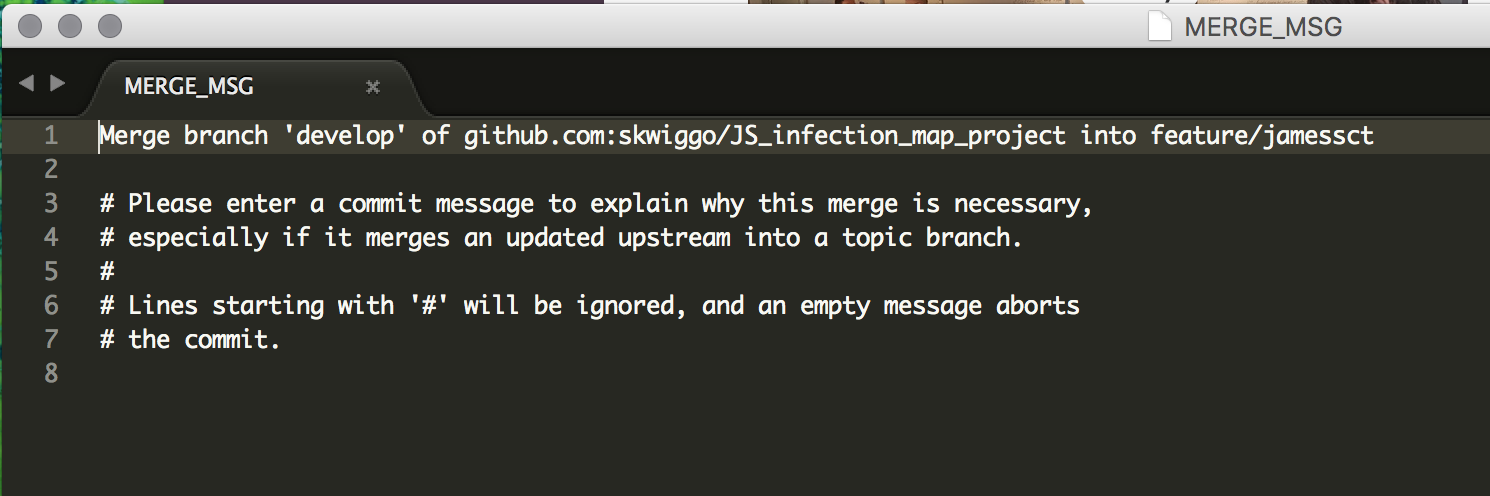 MERGE_MSG
MERGE_MSG
1 Merge branch 'develop' of github.com:skwiggo/JS_infection_map_project into feature/jamessct
2
3 # Please enter a commit message to explain why this merge is necessary,
4 # especially if it merges an updated upstream into a topic branch.
5 #
6 # Lines starting with '#' will be ignored, and an empty message aborts
7 # the commit.
8